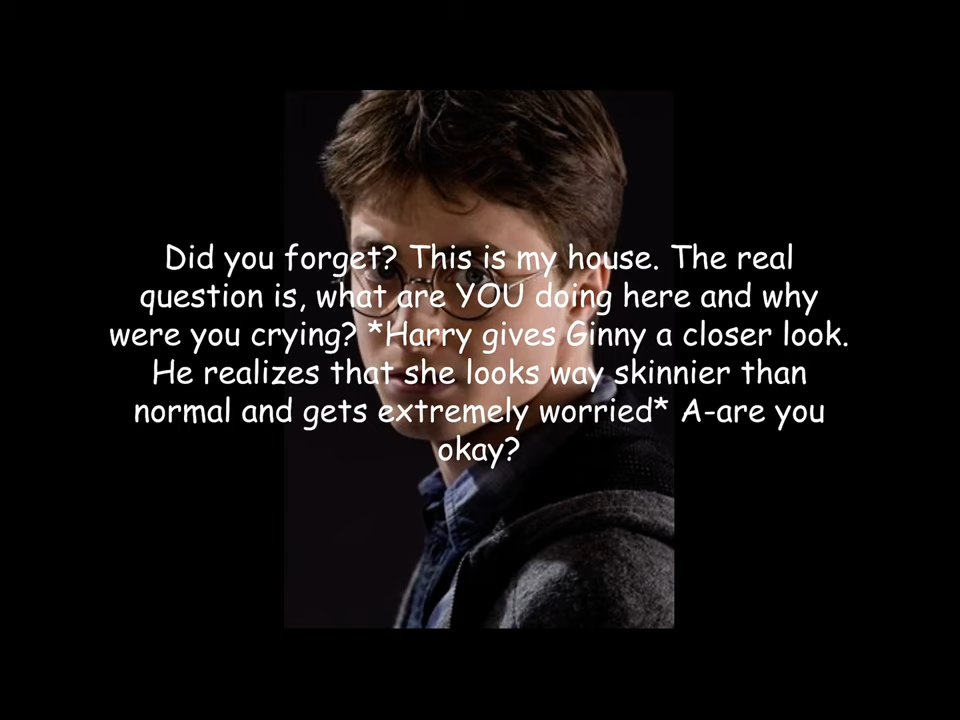 Did you forget? This is my house. The real
question is, what are YOU doing here and why
were you crying? *Harry gives Ginny a closer look.
He realizes that she looks way skinnier than
normal and gets extremely worried* A-are you
okay?